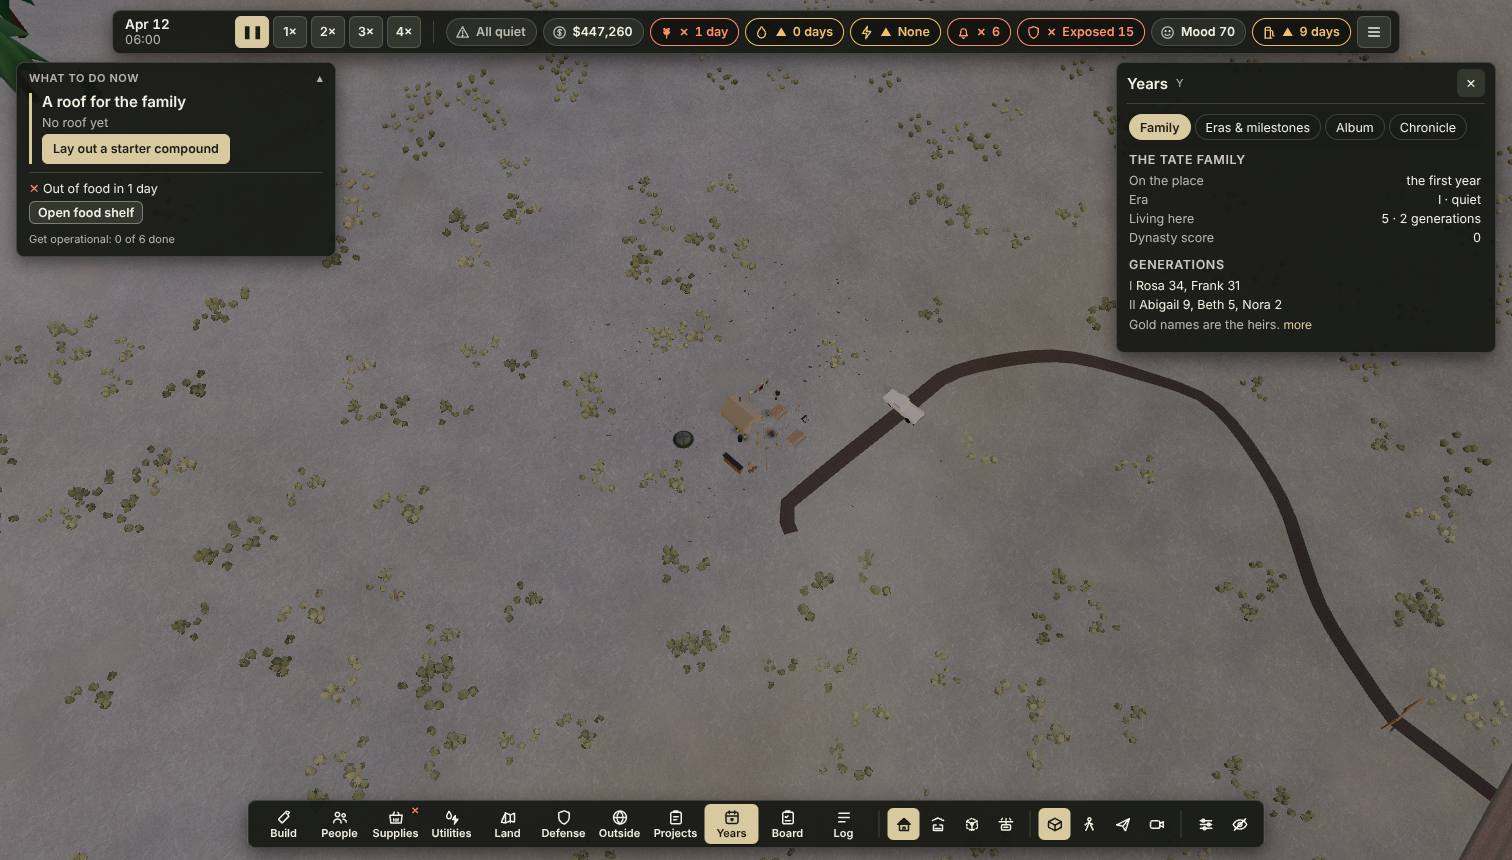 Apr 12
06:00
1×
2×
3×
4×
All quiet
$447,260
× 1 day
▲ 0 days
▲ None
× 6
× Exposed 15
Mood 70
▲ 9 days
WHAT TO DO NOW ▲
A roof for the family
No roof yet
Lay out a starter compound
× Out of food in 1 day
Open food shelf
Get operational: 0 of 6 done
Years Y ×
Family
Eras & milestones
Album
Chronicle
THE TATE FAMILY
On the place the first year
Era I · quiet
Living here 5 · 2 generations
Dynasty score 0
GENERATIONS
I Rosa 34, Frank 31
II Abigail 9, Beth 5, Nora 2
Gold names are the heirs. more
Build
People
Supplies ×
Utilities
Land
Defense
Outside
Projects
Years
Board
Log